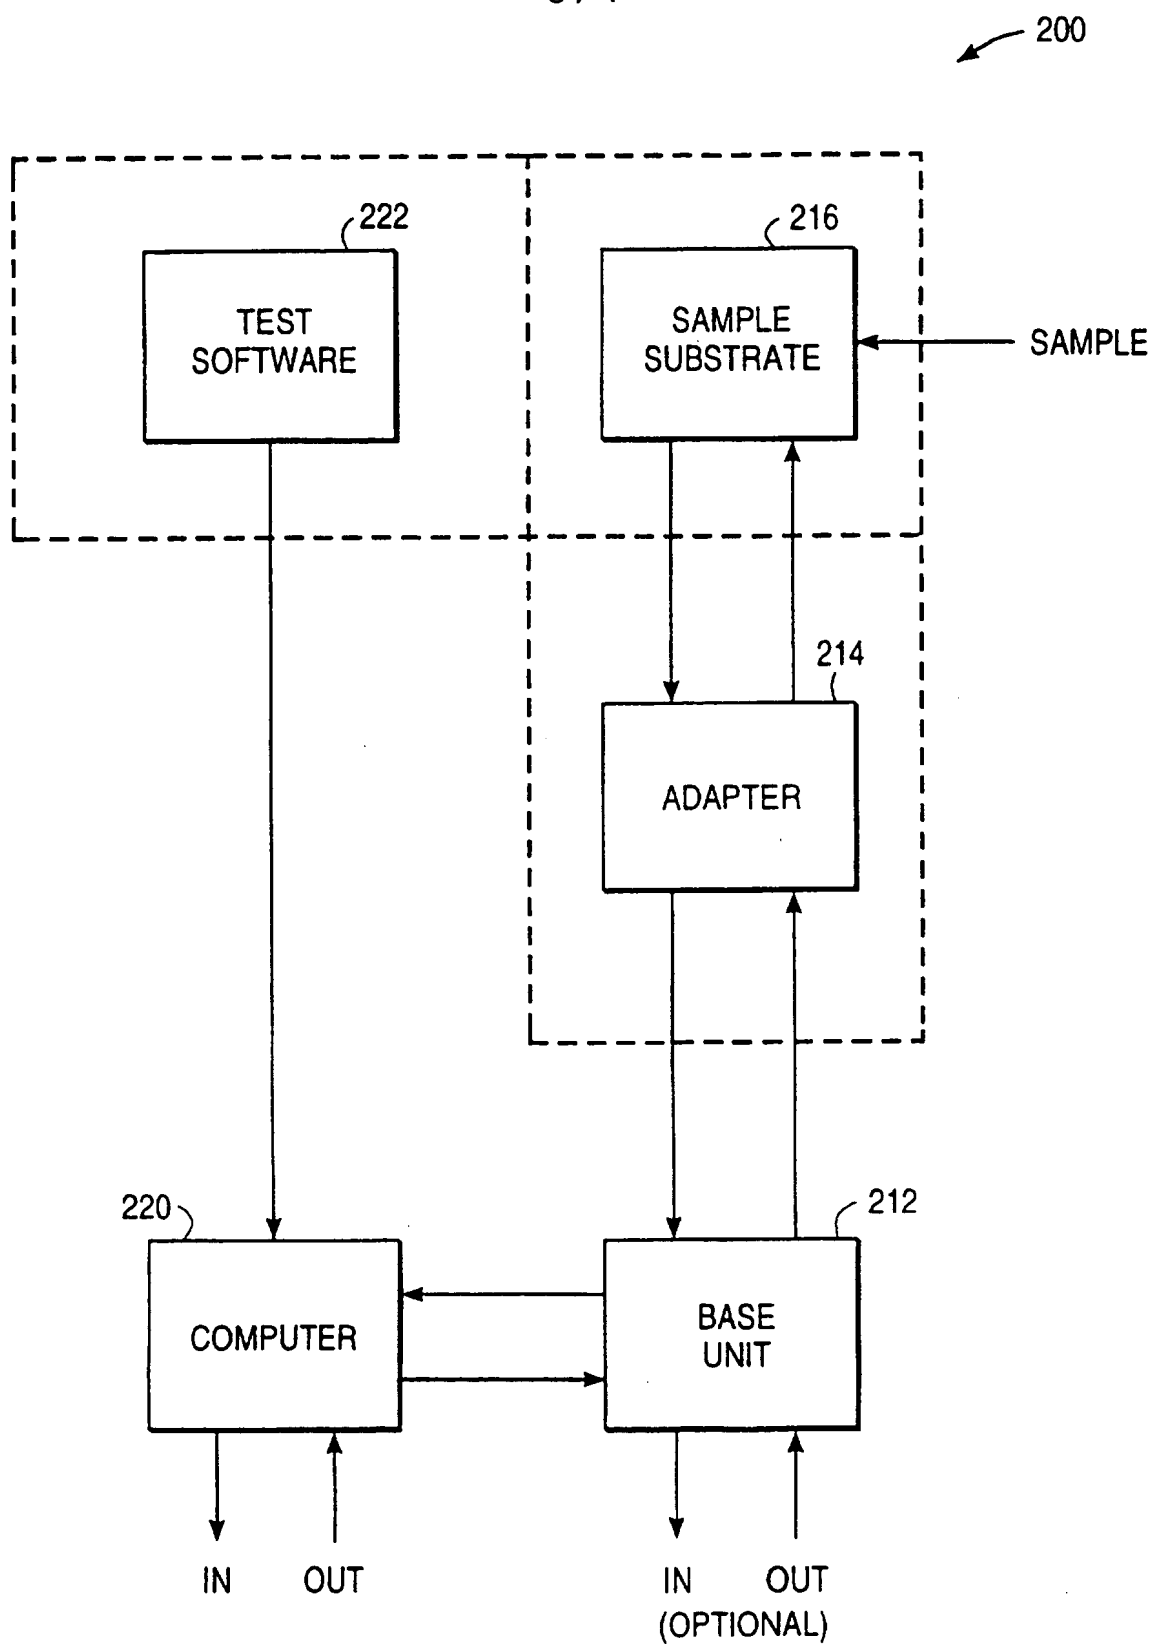 200
222
216
TEST
SOFTWARE
SAMPLE
SUBSTRATE
SAMPLE
214
ADAPTER
220
212
COMPUTER
BASE
UNIT
IN
OUT
IN
OUT
(OPTIONAL)